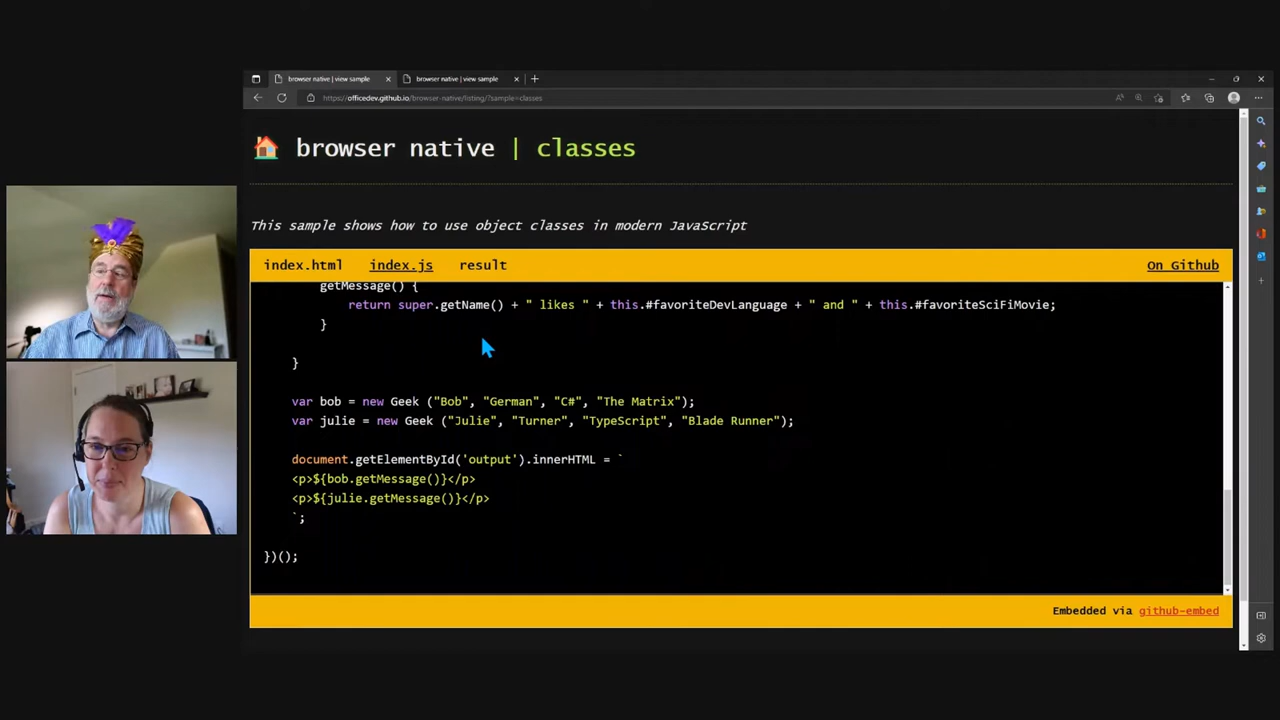 browser native | view sample
browser native | view sample
https://officedev.github.io/browser-native/listing/?sample=classes
browser native | classes
This sample shows how to use object classes in modern JavaScript
index.html index.js result On Github
getMessage() {
return super.getName() + " likes " + this.#favoriteDevLanguage + " and " + this.#favoriteSciFiMovie;
}
}
var bob = new Geek ("Bob", "German", "C#", "The Matrix");
var julie = new Geek ("Julie", "Turner", "TypeScript", "Blade Runner");
document.getElementById('output').innerHTML = `
<p>${bob.getMessage()}</p>
<p>${julie.getMessage()}</p>
`;
})();
Embedded via github-embed